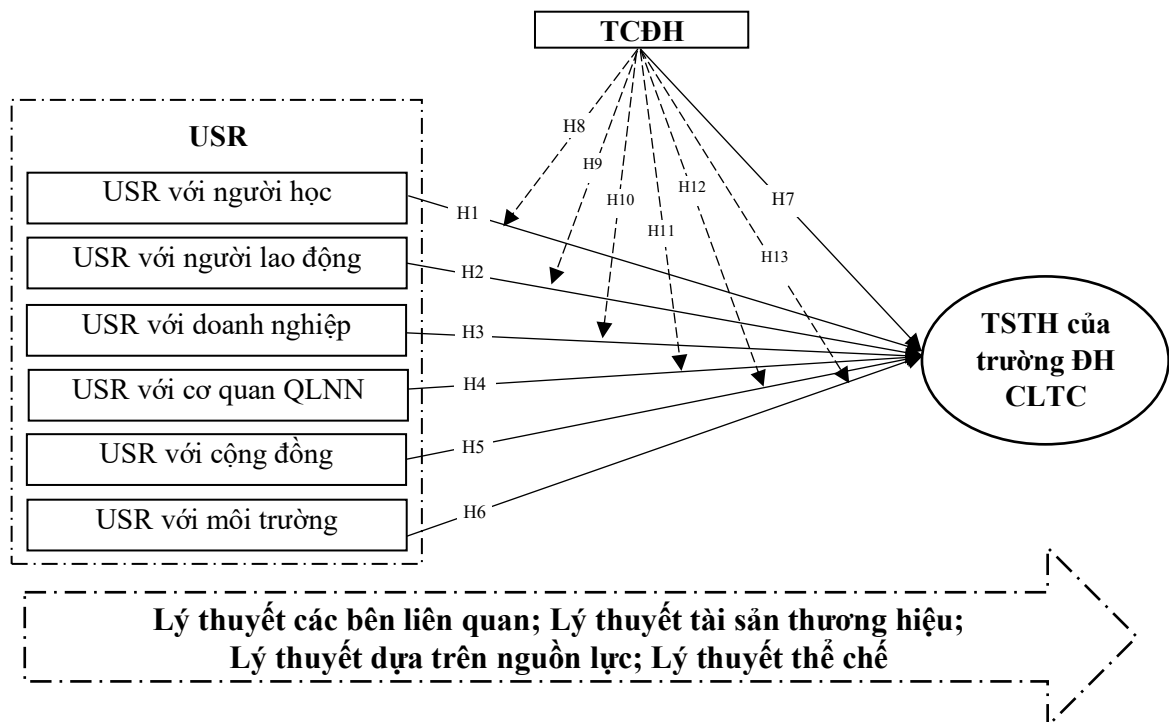 TCĐH
USR
USR với người học
USR với người lao động
USR với doanh nghiệp
USR với cơ quan QLNN
USR với cộng đồng
USR với môi trường
H1
H2
H3
H4
H5
H6
H8
H9
H10
H11
H12
H13
H7
TSTH của
trường ĐH
CLTC
Lý thuyết các bên liên quan; Lý thuyết tài sản thương hiệu;
Lý thuyết dựa trên nguồn lực; Lý thuyết thể chế